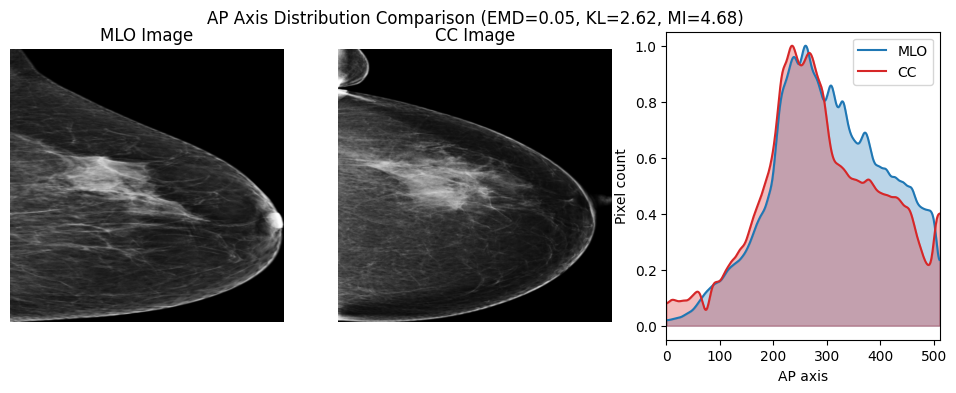 AP Axis Distribution Comparison (EMD=0.05, KL=2.62, MI=4.68)
MLO Image
CC Image
MLO
CC
Pixel count
1.0
0.8
0.6
0.4
0.2
0.0
0 100 200 300 400 500
AP axis